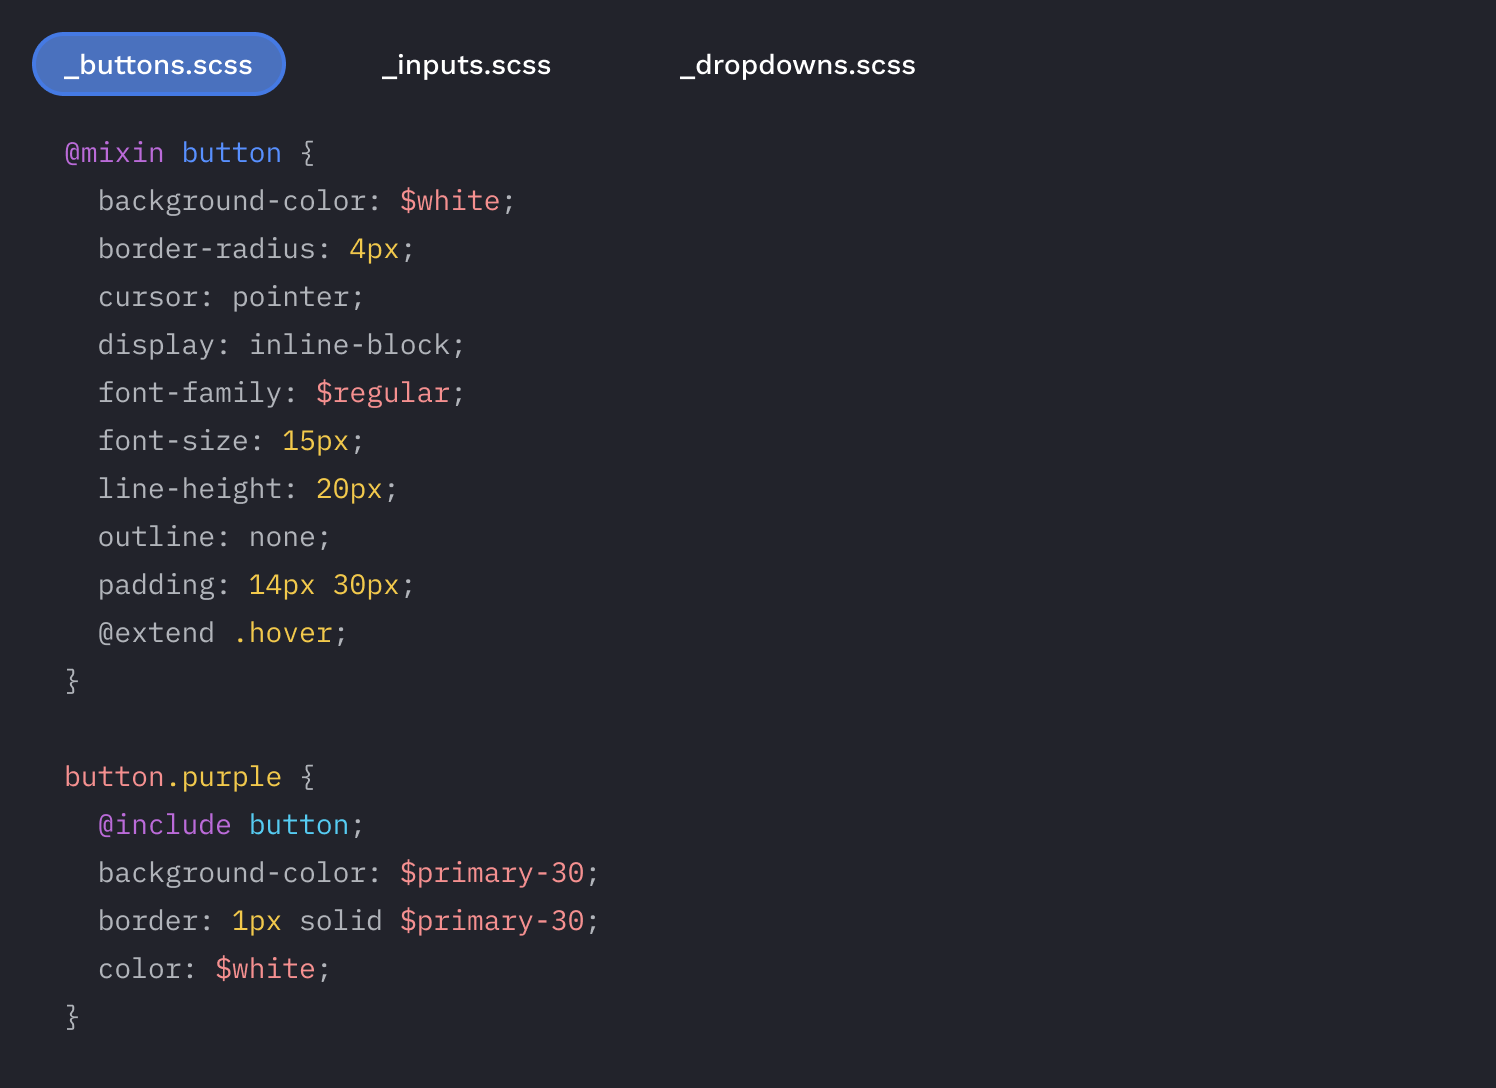 _buttons.scss _inputs.scss _dropdowns.scss
@mixin button {
  background-color: $white;
  border-radius: 4px;
  cursor: pointer;
  display: inline-block;
  font-family: $regular;
  font-size: 15px;
  line-height: 20px;
  outline: none;
  padding: 14px 30px;
  @extend .hover;
}

button.purple {
  @include button;
  background-color: $primary-30;
  border: 1px solid $primary-30;
  color: $white;
}